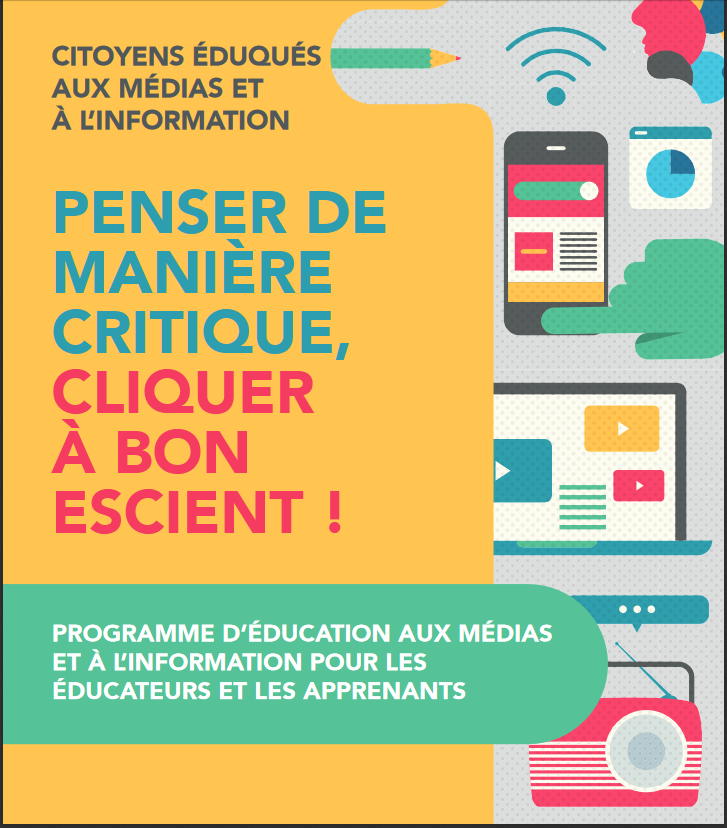 CITOYENS ÉDUQUÉS
AUX MÉDIAS ET
À L’INFORMATION
PENSER DE
MANIÈRE
CRITIQUE,
CLIQUER
À BON
ESCIENT !
PROGRAMME D’ÉDUCATION AUX MÉDIAS
ET À L’INFORMATION POUR LES
ÉDUCATEURS ET LES APPRENANTS